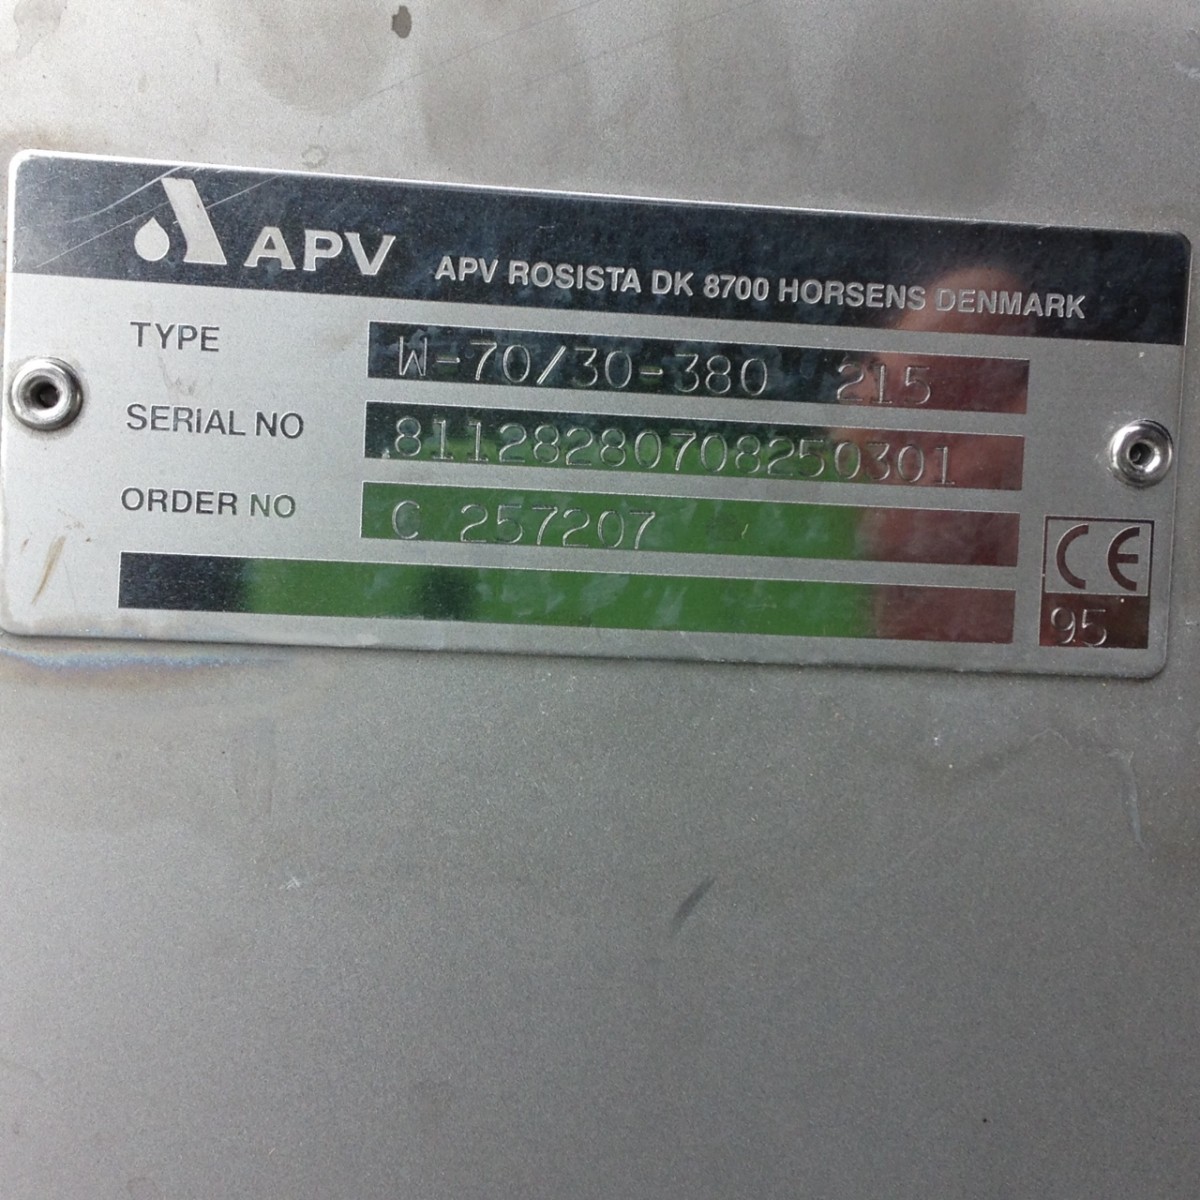 APV APV ROSISTA DK 8700 HORSENS DENMARK
TYPE W-70/30-380 215
SERIAL NO 81128280708250301
ORDER NO C 257207
CE
95